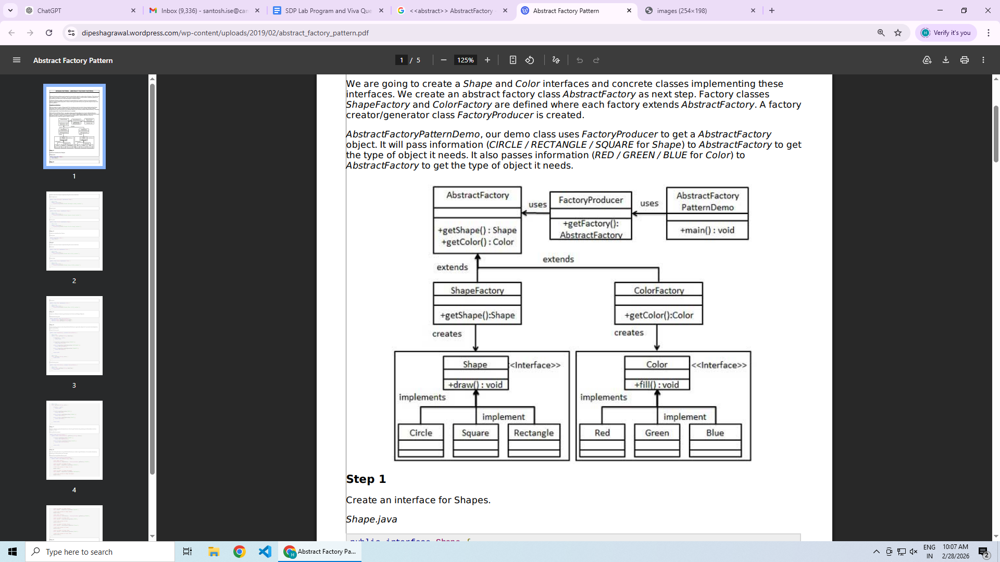 ChatGPT
Inbox (9,336) - santosh.ise@can
SDP Lab Program and Viva Que
<<abstract>> AbstractFactory
Abstract Factory Pattern
images (254×198)
dipeshagrawal.wordpress.com/wp-content/uploads/2019/02/abstract_factory_pattern.pdf
Verify it's you
Abstract Factory Pattern
1 / 5
125%
We are going to create a Shape and Color interfaces and concrete classes implementing these
interfaces. We create an abstract factory class AbstractFactory as next step. Factory classes
ShapeFactory and ColorFactory are defined where each factory extends AbstractFactory. A factory
creator/generator class FactoryProducer is created.
AbstractFactoryPatternDemo, our demo class uses FactoryProducer to get a AbstractFactory
object. It will pass information (CIRCLE / RECTANGLE / SQUARE for Shape) to AbstractFactory to get
the type of object it needs. It also passes information (RED / GREEN / BLUE for Color) to
AbstractFactory to get the type of object it needs.
AbstractFactory
+getShape() : Shape
+getColor() : Color
uses
FactoryProducer
+getFactory():
AbstractFactory
uses
AbstractFactory
PatternDemo
+main() : void
extends
extends
ShapeFactory
+getShape():Shape
ColorFactory
+getColor():Color
creates
creates
Shape
<<Interface>>
+draw() : void
implements
implement
Circle
Square
Rectangle
Color
<<Interface>>
+fill() : void
implements
implement
Red
Green
Blue
Step 1
Create an interface for Shapes.
Shape.java
public interface Shape {
1
2
3
4
Type here to search
Abstract Factory Pa...
ENG
IN
10:07 AM
2/28/2026
2